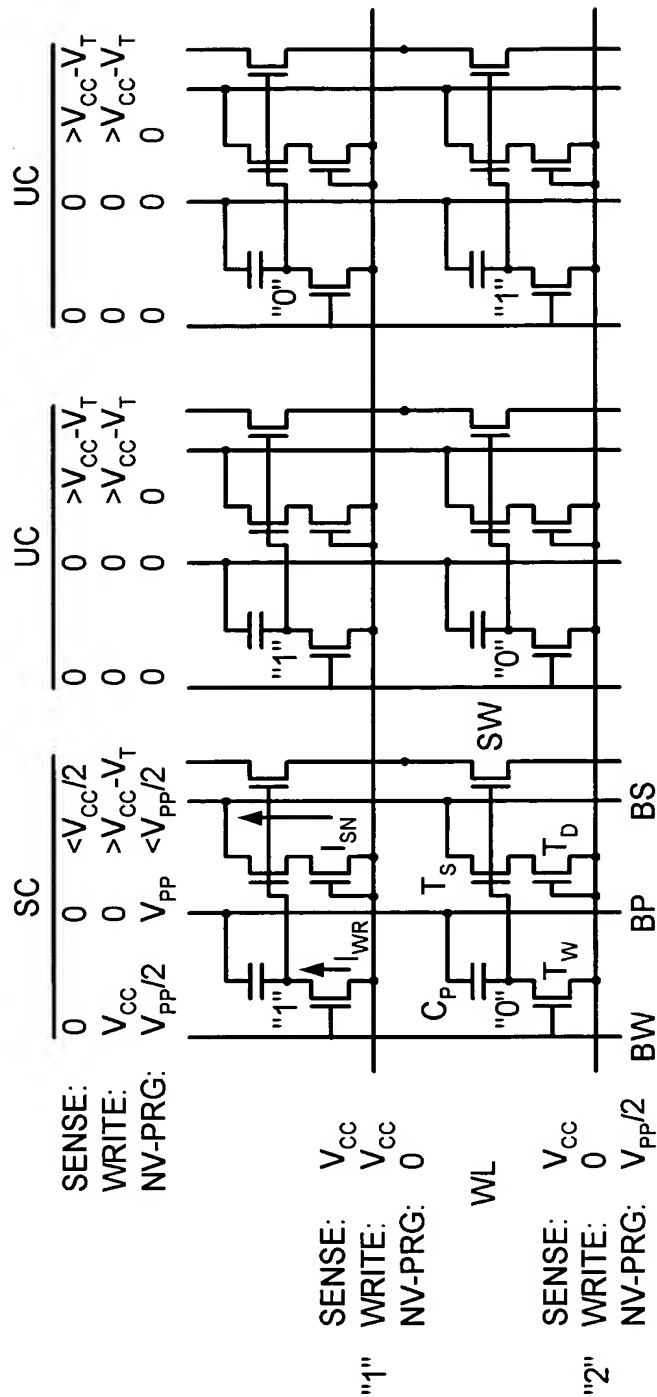 SC UC UC
SENSE: 0 0 <V_CC/2 0 0 >V_CC-V_T 0 0 >V_CC-V_T
WRITE: V_CC 0 >V_CC-V_T 0 0 >V_CC-V_T 0 0 >V_CC-V_T
NV-PRG: V_PP/2 V_PP <V_PP/2 0 0 0 0 0 0
"1" "1" "0"
I_WR I_SN
SENSE: V_CC
"1" WRITE: V_CC
NV-PRG: 0
C_P T_S
WL SW
"0" "0" "1"
T_W T_D
SENSE: V_CC
"2" WRITE: 0
NV-PRG: V_PP/2
BW BP BS